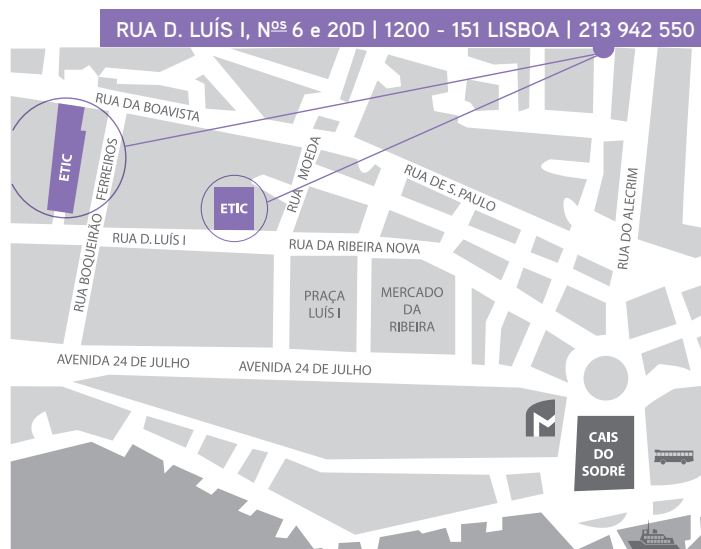 RUA D. LUÍS I, Nos 6 e 20D | 1200 - 151 LISBOA | 213 942 550
RUA DA BOAVISTA
ETIC
RUA BOQUEIRÃO FERREIROS
RUA MOEDA
RUA DE S. PAULO
RUA DO ALECRIM
ETIC
RUA D. LUÍS I
RUA DA RIBEIRA NOVA
PRAÇA
LUÍS I
MERCADO
DA
RIBEIRA
AVENIDA 24 DE JULHO
AVENIDA 24 DE JULHO
M
CAIS
DO
SODRÉ